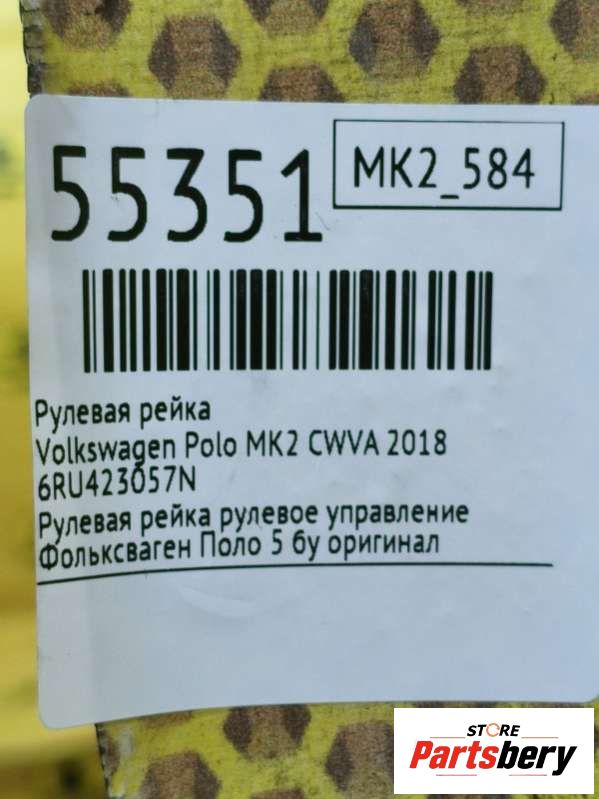 55351
MK2_584
Рулевая рейка
Volkswagen Polo MK2 CWVA 2018
6RU423057N
Рулевая рейка рулевое управление
Фольксваген Поло 5 бу оригинал
STORE
Partsbery